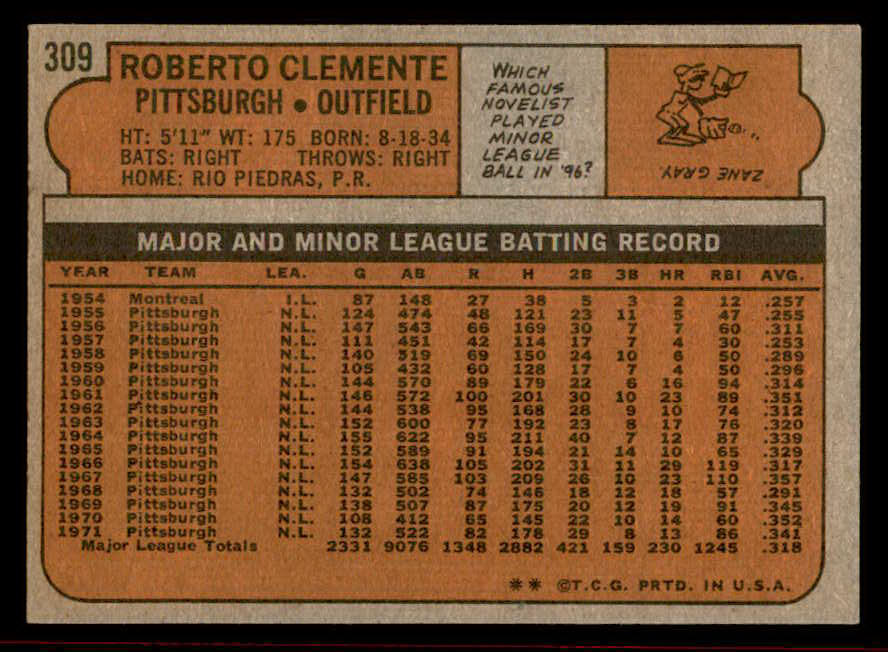 309
ROBERTO CLEMENTE
PITTSBURGH • OUTFIELD
HT: 5'11" WT: 175 BORN: 8-18-34
BATS: RIGHT THROWS: RIGHT
HOME: RIO PIEDRAS, P.R.
WHICH
FAMOUS
NOVELIST
PLAYED
MINOR
LEAGUE
BALL IN '96?
ZANE GRAY.
MAJOR AND MINOR LEAGUE BATTING RECORD
YEAR TEAM LEA. G AB R H 2B 3B HR RBI AVG.
1954 Montreal I.L. 87 148 27 38 5 3 2 12 .257
1955 Pittsburgh N.L. 124 474 48 121 23 11 5 47 .255
1956 Pittsburgh N.L. 147 543 66 169 30 7 7 60 .311
1957 Pittsburgh N.L. 111 451 42 114 17 7 4 30 .253
1958 Pittsburgh N.L. 140 519 69 150 24 10 6 50 .289
1959 Pittsburgh N.L. 105 432 60 128 17 7 4 50 .296
1960 Pittsburgh N.L. 144 570 89 179 22 6 16 94 .314
1961 Pittsburgh N.L. 146 572 100 201 30 10 23 89 .351
1962 Pittsburgh N.L. 144 538 95 168 28 9 10 74 .312
1963 Pittsburgh N.L. 152 600 77 192 23 8 17 76 .320
1964 Pittsburgh N.L. 155 622 95 211 40 7 12 87 .339
1965 Pittsburgh N.L. 152 589 91 194 21 14 10 65 .329
1966 Pittsburgh N.L. 154 638 105 202 31 11 29 119 .317
1967 Pittsburgh N.L. 147 585 103 209 26 10 23 110 .357
1968 Pittsburgh N.L. 132 502 74 146 18 12 18 57 .291
1969 Pittsburgh N.L. 138 507 87 175 20 12 19 91 .345
1970 Pittsburgh N.L. 108 412 65 145 22 10 14 60 .352
1971 Pittsburgh N.L. 132 522 82 178 29 8 13 86 .341
Major League Totals 2331 9076 1348 2882 421 159 230 1245 .318
** ©T.C.G. PRTD. IN U.S.A.